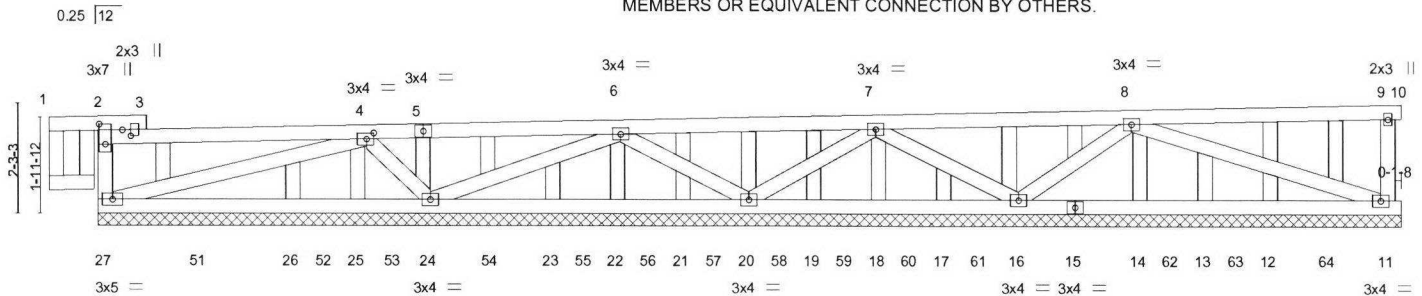 MEMBERS OR EQUIVALENT CONNECTION BY OTHERS.
0.25 12
2x3 ||
3x7 ||
3x4 =
3x4 =
3x4 =
3x4 =
3x4 =
2x3 ||
1 2 3 4 5 6 7 8 9 10
2-3-3
1-11-12
0-1-8
27 51 26 52 25 53 24 54 23 55 22 56 21 57 20 58 19 59 18 60 17 61 16 15 14 62 13 63 12 64 11
3x5 = 3x4 = 3x4 = 3x4 = 3x4 = 3x4 =